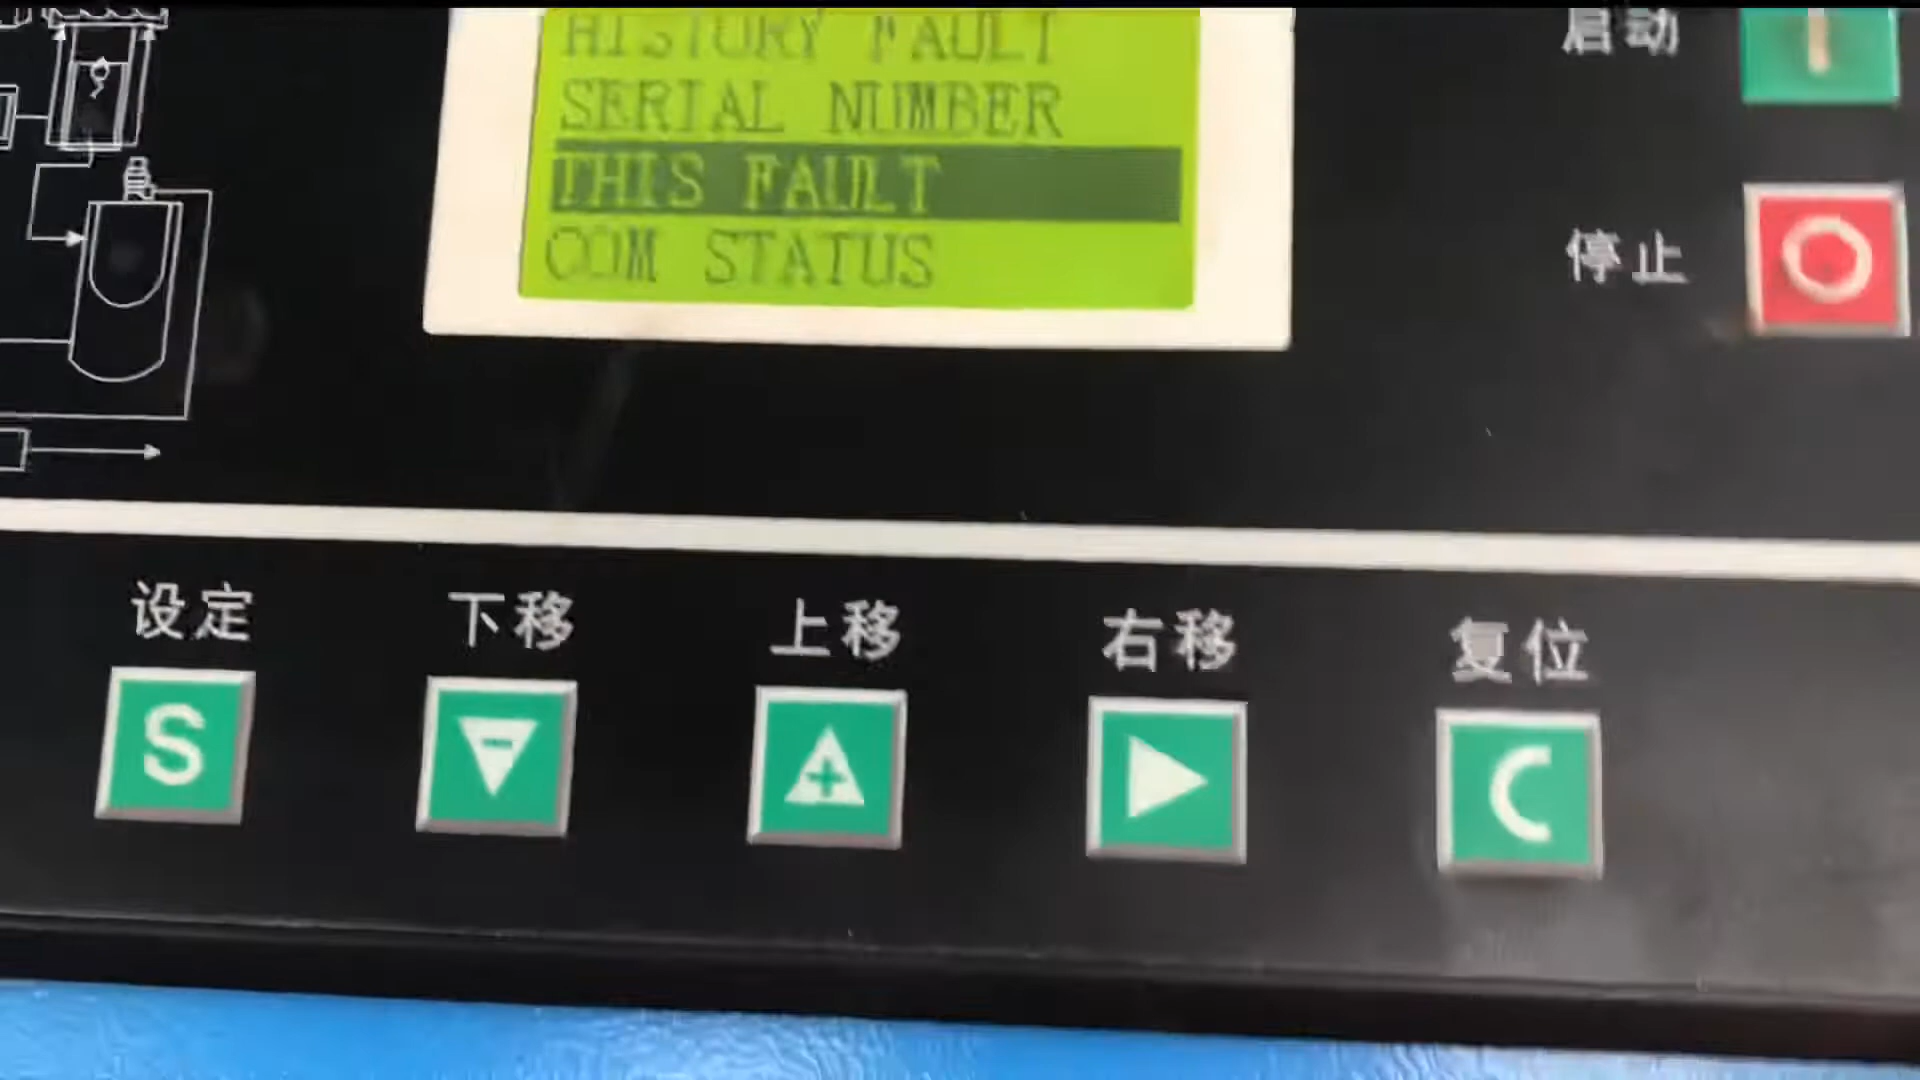 HISTORY FAULT
SERIAL NUMBER
THIS FAULT
COM STATUS
启动
停止
设定
下移
上移
右移
复位
S
-
+
C